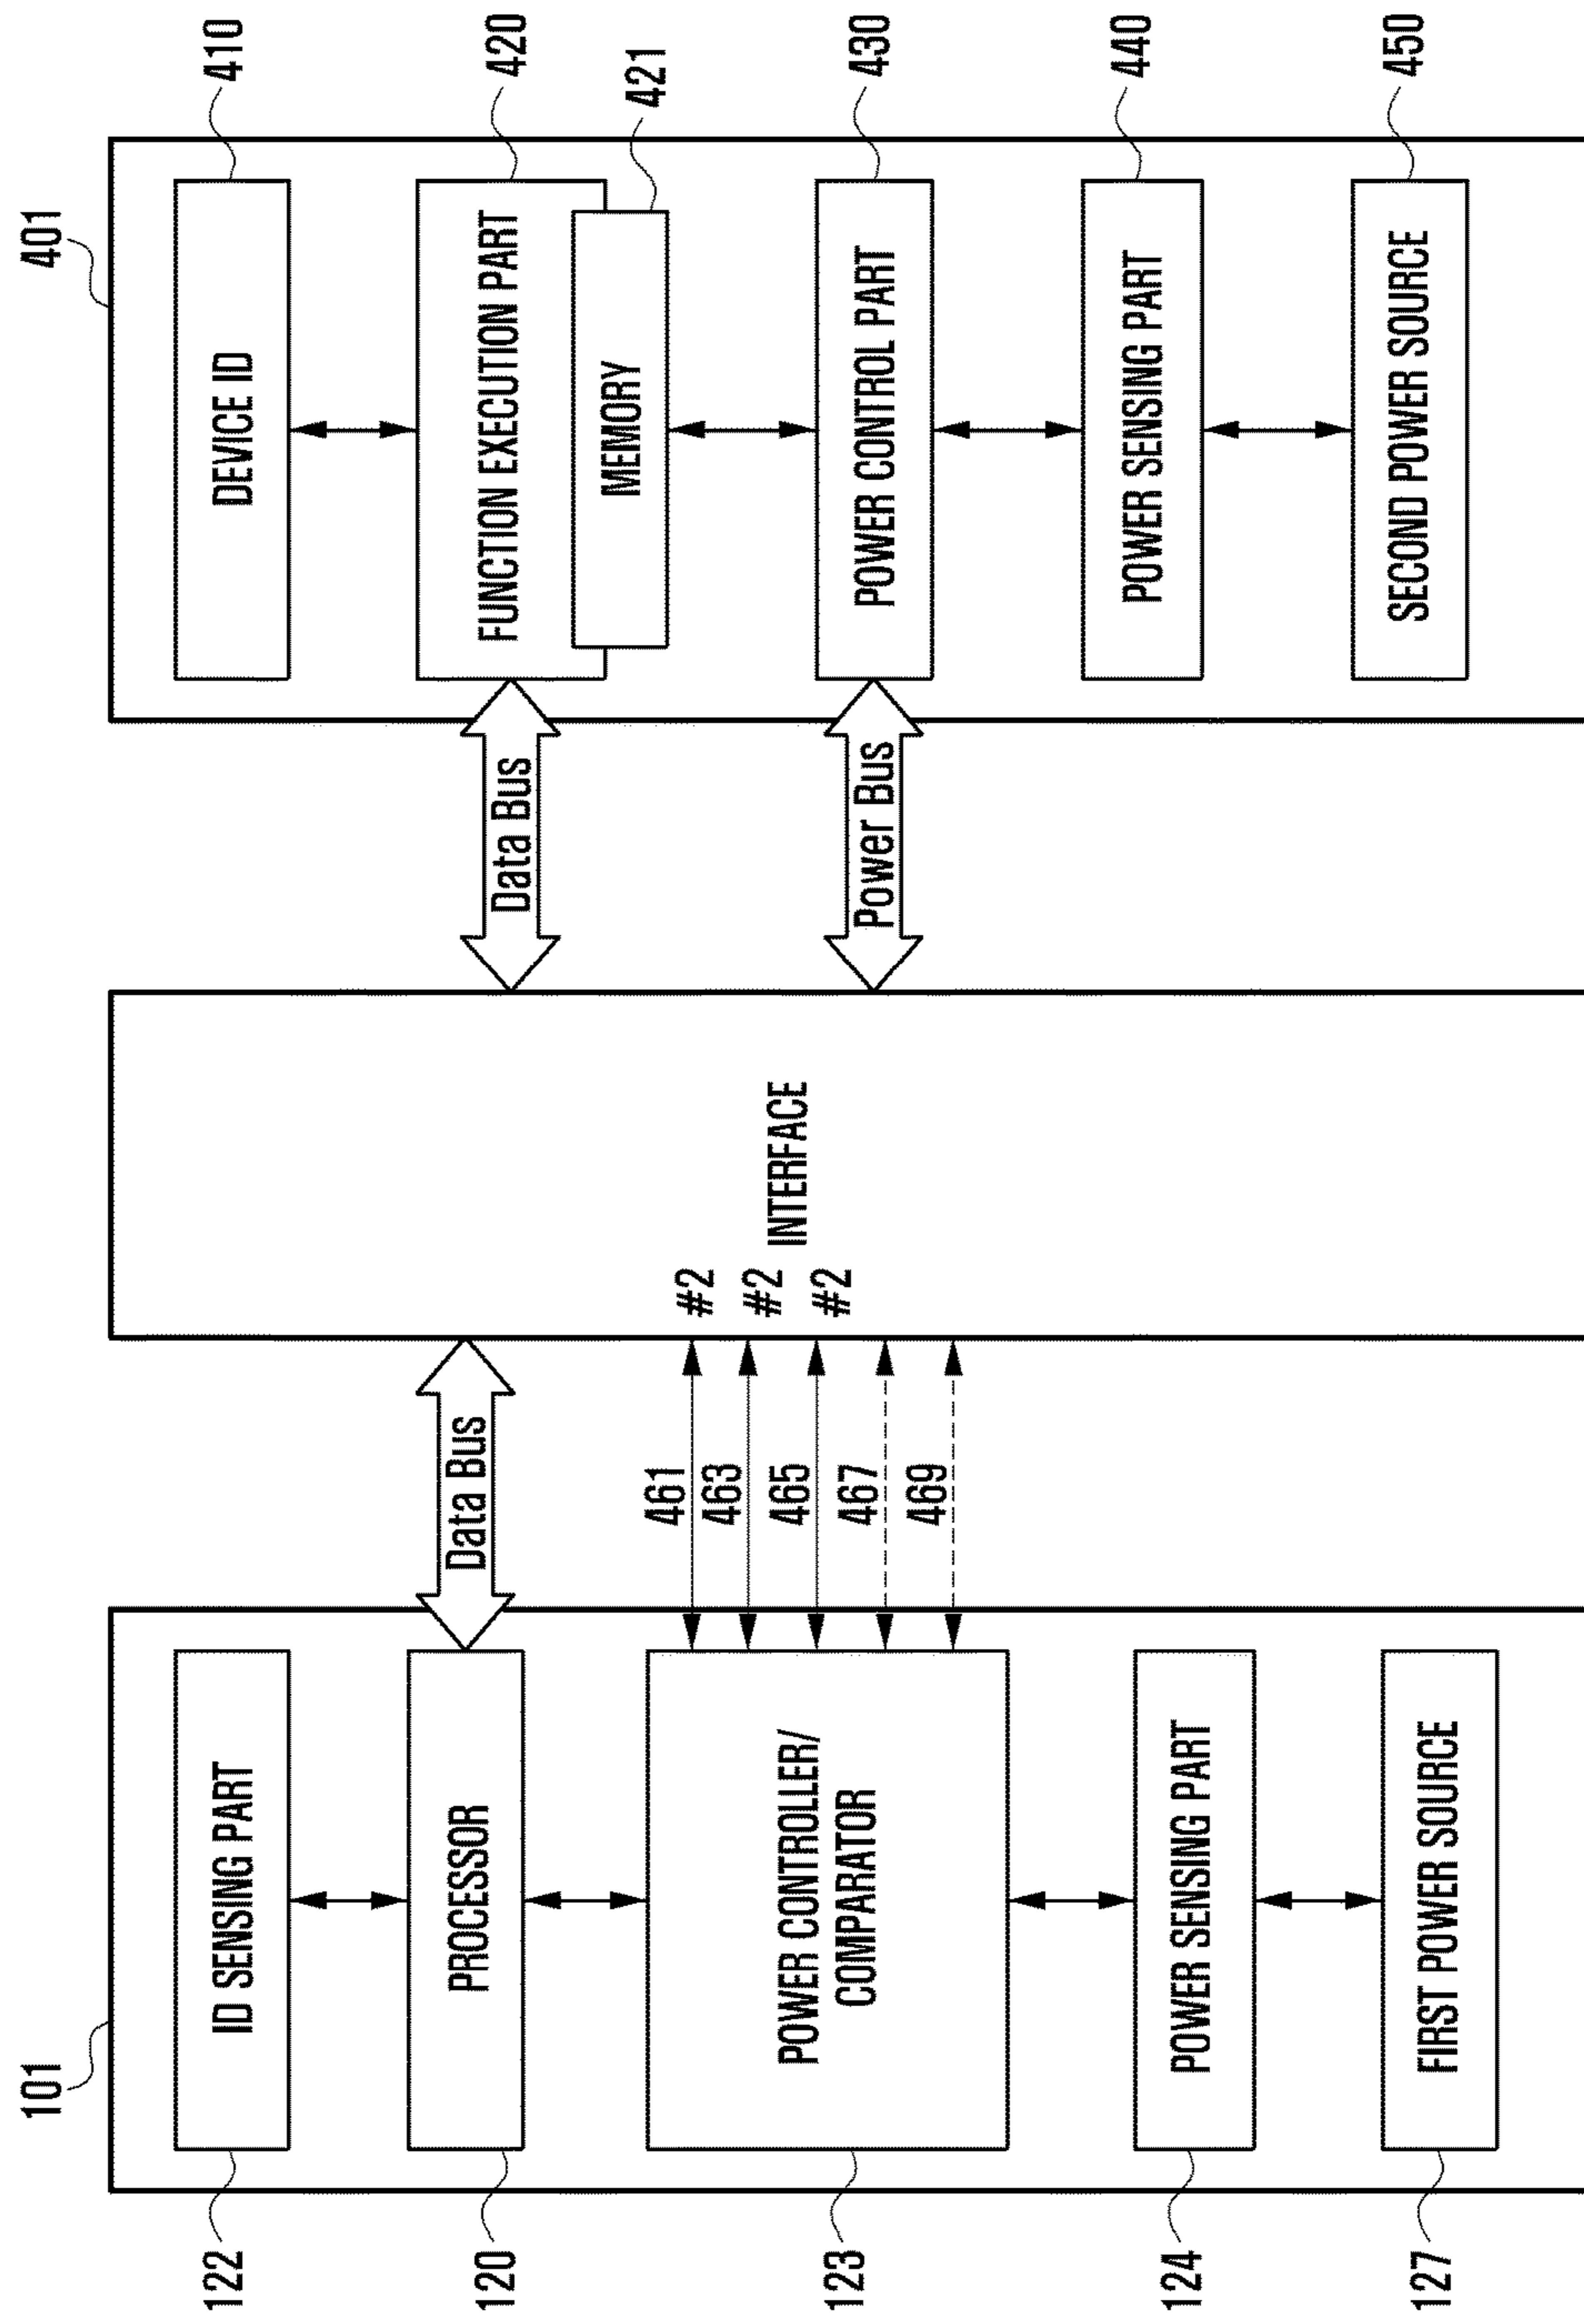 101
122
ID SENSING PART
120
PROCESSOR
123
POWER CONTROLLER/
COMPARATOR
124
POWER SENSING PART
127
FIRST POWER SOURCE
Data Bus
461
463
465
467
469
#2
#2
#2
INTERFACE
Data Bus
Power Bus
401
DEVICE ID
410
FUNCTION EXECUTION PART
420
MEMORY
421
POWER CONTROL PART
430
POWER SENSING PART
440
SECOND POWER SOURCE
450